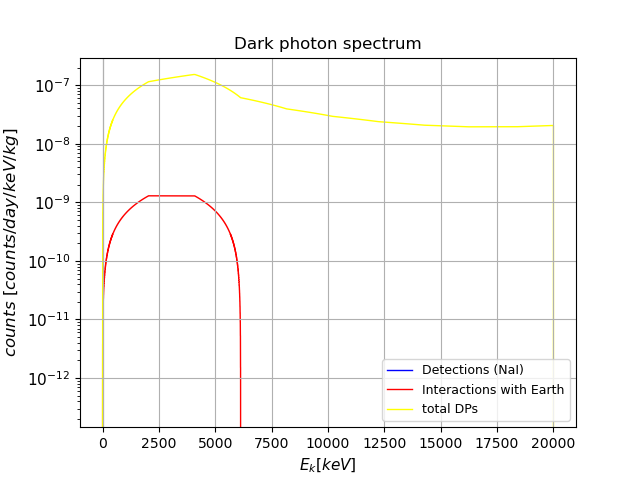 Dark photon spectrum
counts [counts/day/keV/kg]
10⁻⁷
10⁻⁸
10⁻⁹
10⁻¹⁰
10⁻¹¹
10⁻¹²
Detections (NaI)
Interactions with Earth
total DPs
0 2500 5000 7500 10000 12500 15000 17500 20000
Eₖ[keV]